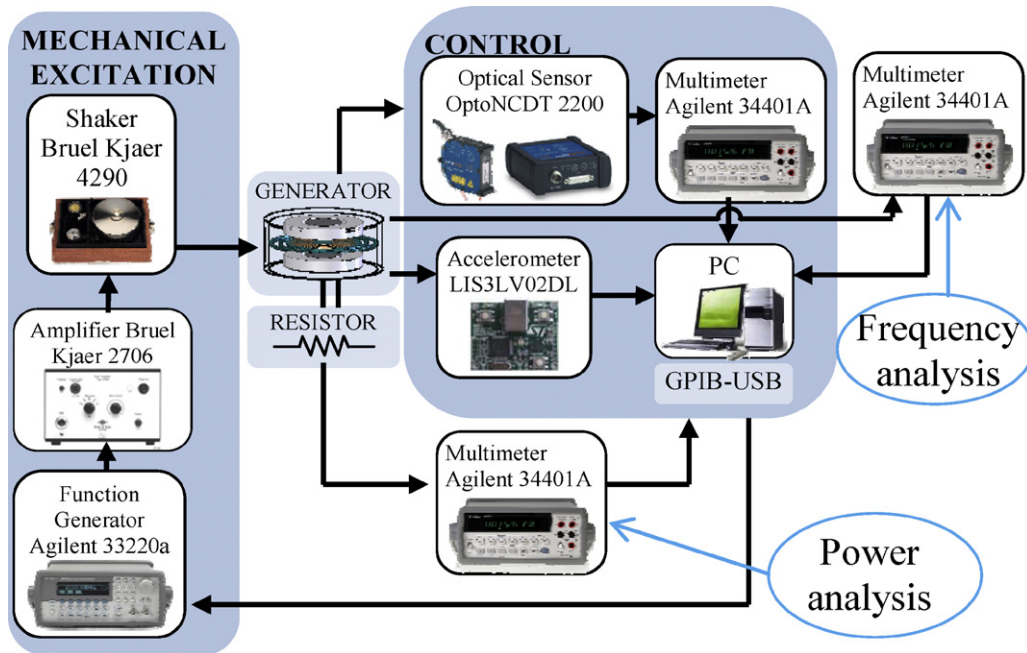 MECHANICAL
EXCITATION
Shaker
Bruel Kjaer
4290
Amplifier Bruel
Kjaer 2706
Function
Generator
Agilent 33220a
GENERATOR
RESISTOR
CONTROL
Optical Sensor
OptoNCDT 2200
Multimeter
Agilent 34401A
Accelerometer
LIS3LV02DL
PC
GPIB-USB
Multimeter
Agilent 34401A
Multimeter
Agilent 34401A
Frequency
analysis
Power
analysis